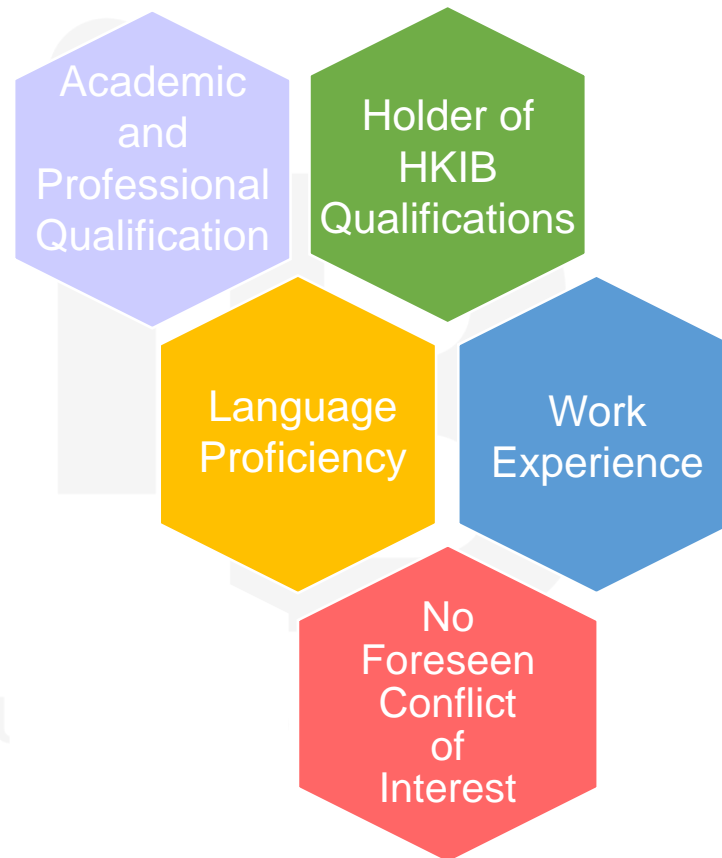 Academic
and
Professional
Qualification
Holder of
HKIB
Qualifications
Language
Proficiency
Work
Experience
No
Foreseen
Conflict
of
Interest